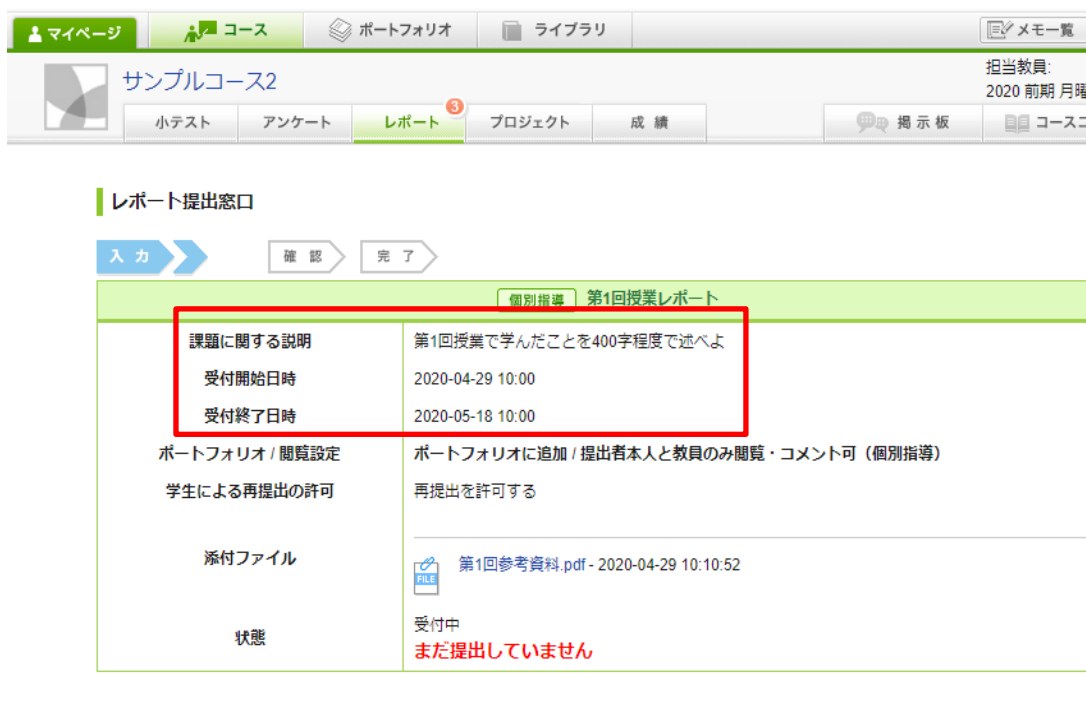 マイページ コース ポートフォリオ ライブラリ メモ一覧
担当教員:
サンプルコース2
2020 前期 月曜
小テスト アンケート レポート 3 プロジェクト 成績 掲示板 コースコ
レポート提出窓口
入力 確認 完了
個別指導 第1回授業レポート
課題に関する説明 第1回授業で学んだことを400字程度で述べよ
受付開始日時 2020-04-29 10:00
受付終了日時 2020-05-18 10:00
ポートフォリオ / 閲覧設定 ポートフォリオに追加 / 提出者本人と教員のみ閲覧・コメント可(個別指導)
学生による再提出の許可 再提出を許可する
添付ファイル FILE 第1回参考資料.pdf - 2020-04-29 10:10:52
受付中
状態
まだ提出していません